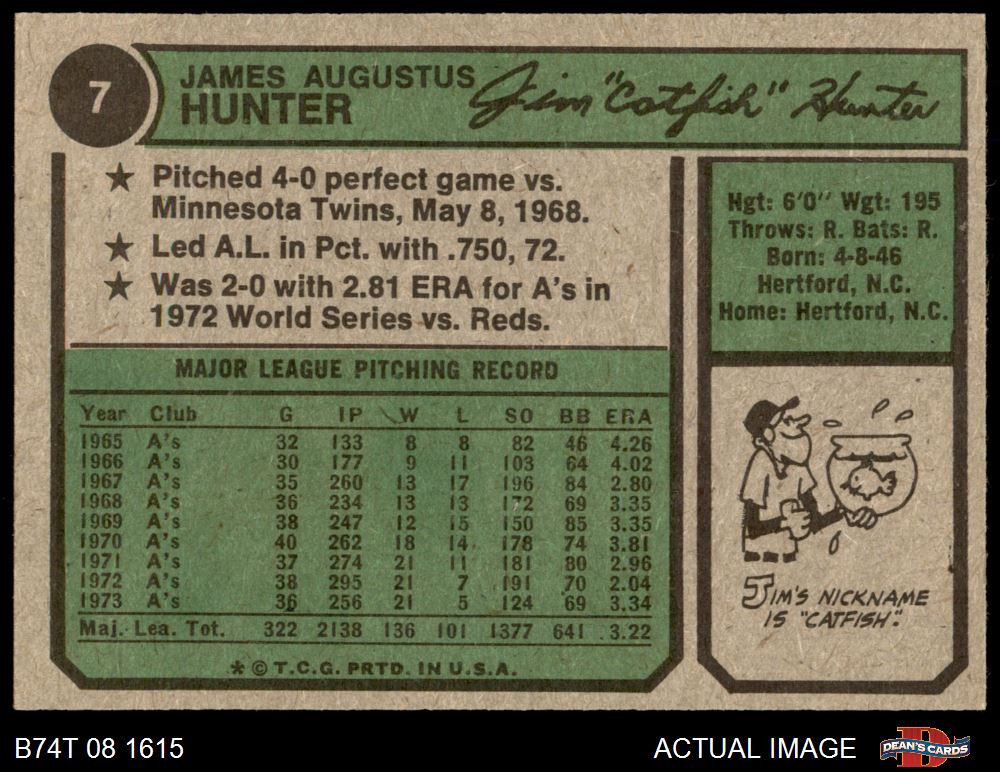 7
JAMES AUGUSTUS
HUNTER
Jim "Catfish" Hunter
★ Pitched 4-0 perfect game vs.
Minnesota Twins, May 8, 1968.
★ Led A.L. in Pct. with .750, 72.
★ Was 2-0 with 2.81 ERA for A's in
1972 World Series vs. Reds.
Hgt: 6'0" Wgt: 195
Throws: R. Bats: R.
Born: 4-8-46
Hertford, N.C.
Home: Hertford, N.C.
MAJOR LEAGUE PITCHING RECORD
Year Club G IP W L SO BB ERA
1965 A's 32 133 8 8 82 46 4.26
1966 A's 30 177 9 11 103 64 4.02
1967 A's 35 260 13 17 196 84 2.80
1968 A's 36 234 13 13 172 69 3.35
1969 A's 38 247 12 15 150 85 3.35
1970 A's 40 262 18 14 178 74 3.81
1971 A's 37 274 21 11 181 80 2.96
1972 A's 38 295 21 7 191 70 2.04
1973 A's 36 256 21 5 124 69 3.34
Maj. Lea. Tot. 322 2138 136 101 1377 641 3.22
* © T.C.G. PRTD. IN U.S.A.
JIM'S NICKNAME
IS "CATFISH".
B74T 08 1615
ACTUAL IMAGE
D
DEAN'S CARDS